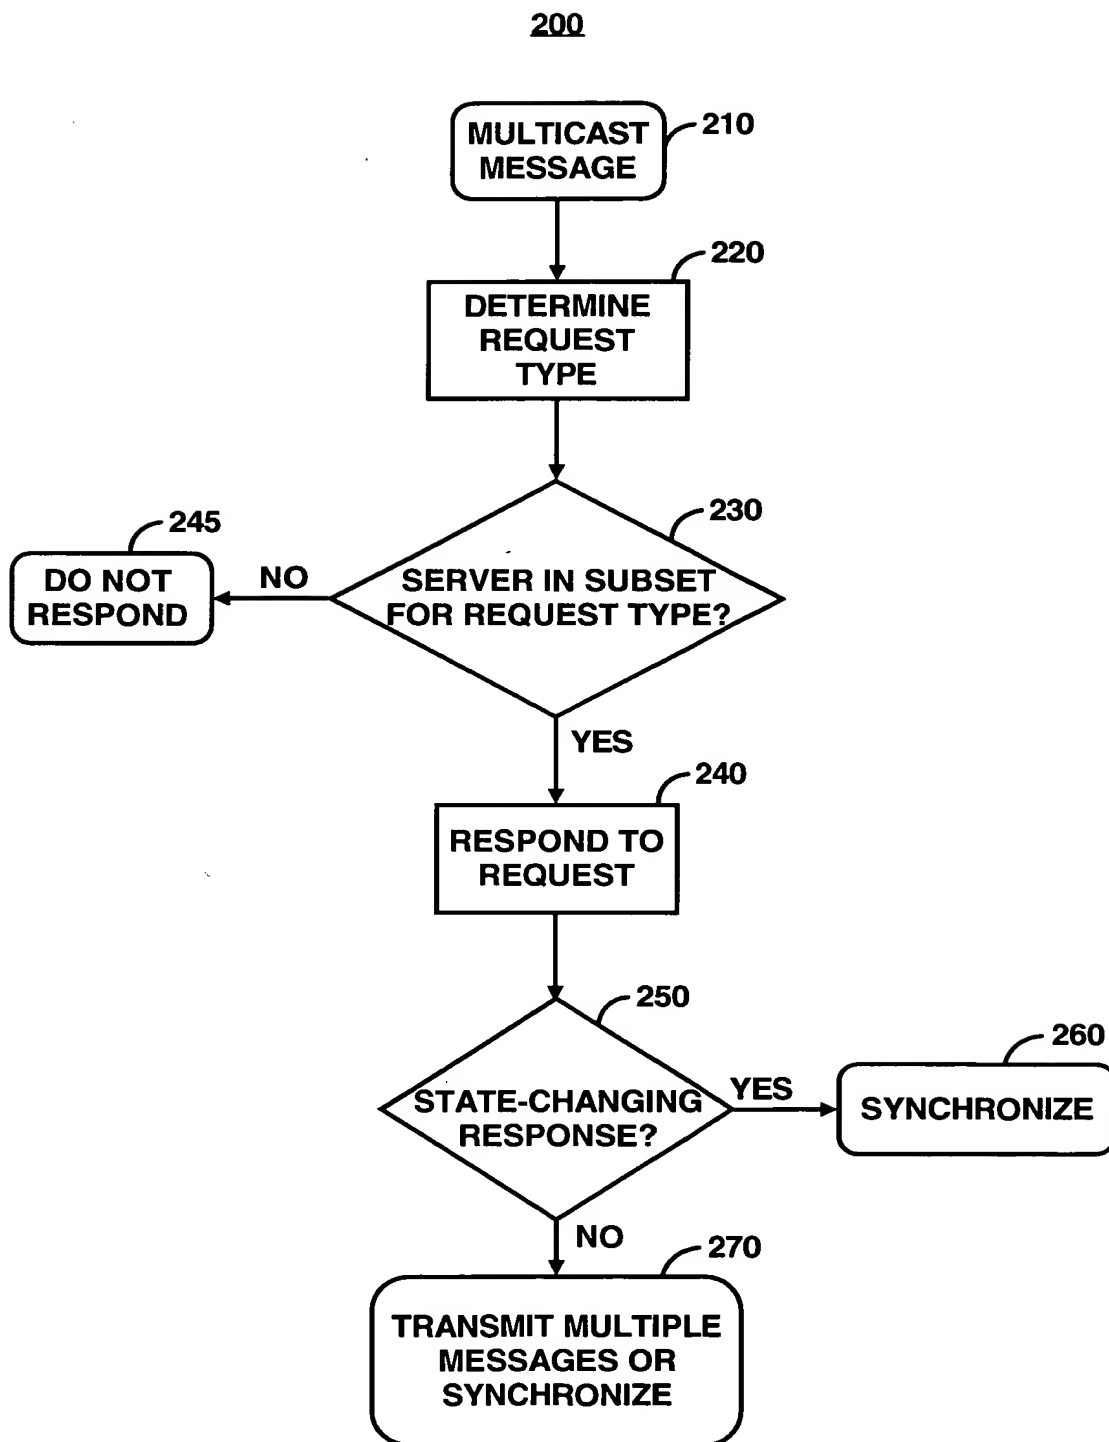 200
MULTICAST
MESSAGE
210
220
DETERMINE
REQUEST
TYPE
230
245
DO NOT
RESPOND
NO
SERVER IN SUBSET
FOR REQUEST TYPE?
YES
240
RESPOND TO
REQUEST
250
STATE-CHANGING
RESPONSE?
YES
260
SYNCHRONIZE
NO
270
TRANSMIT MULTIPLE
MESSAGES OR
SYNCHRONIZE